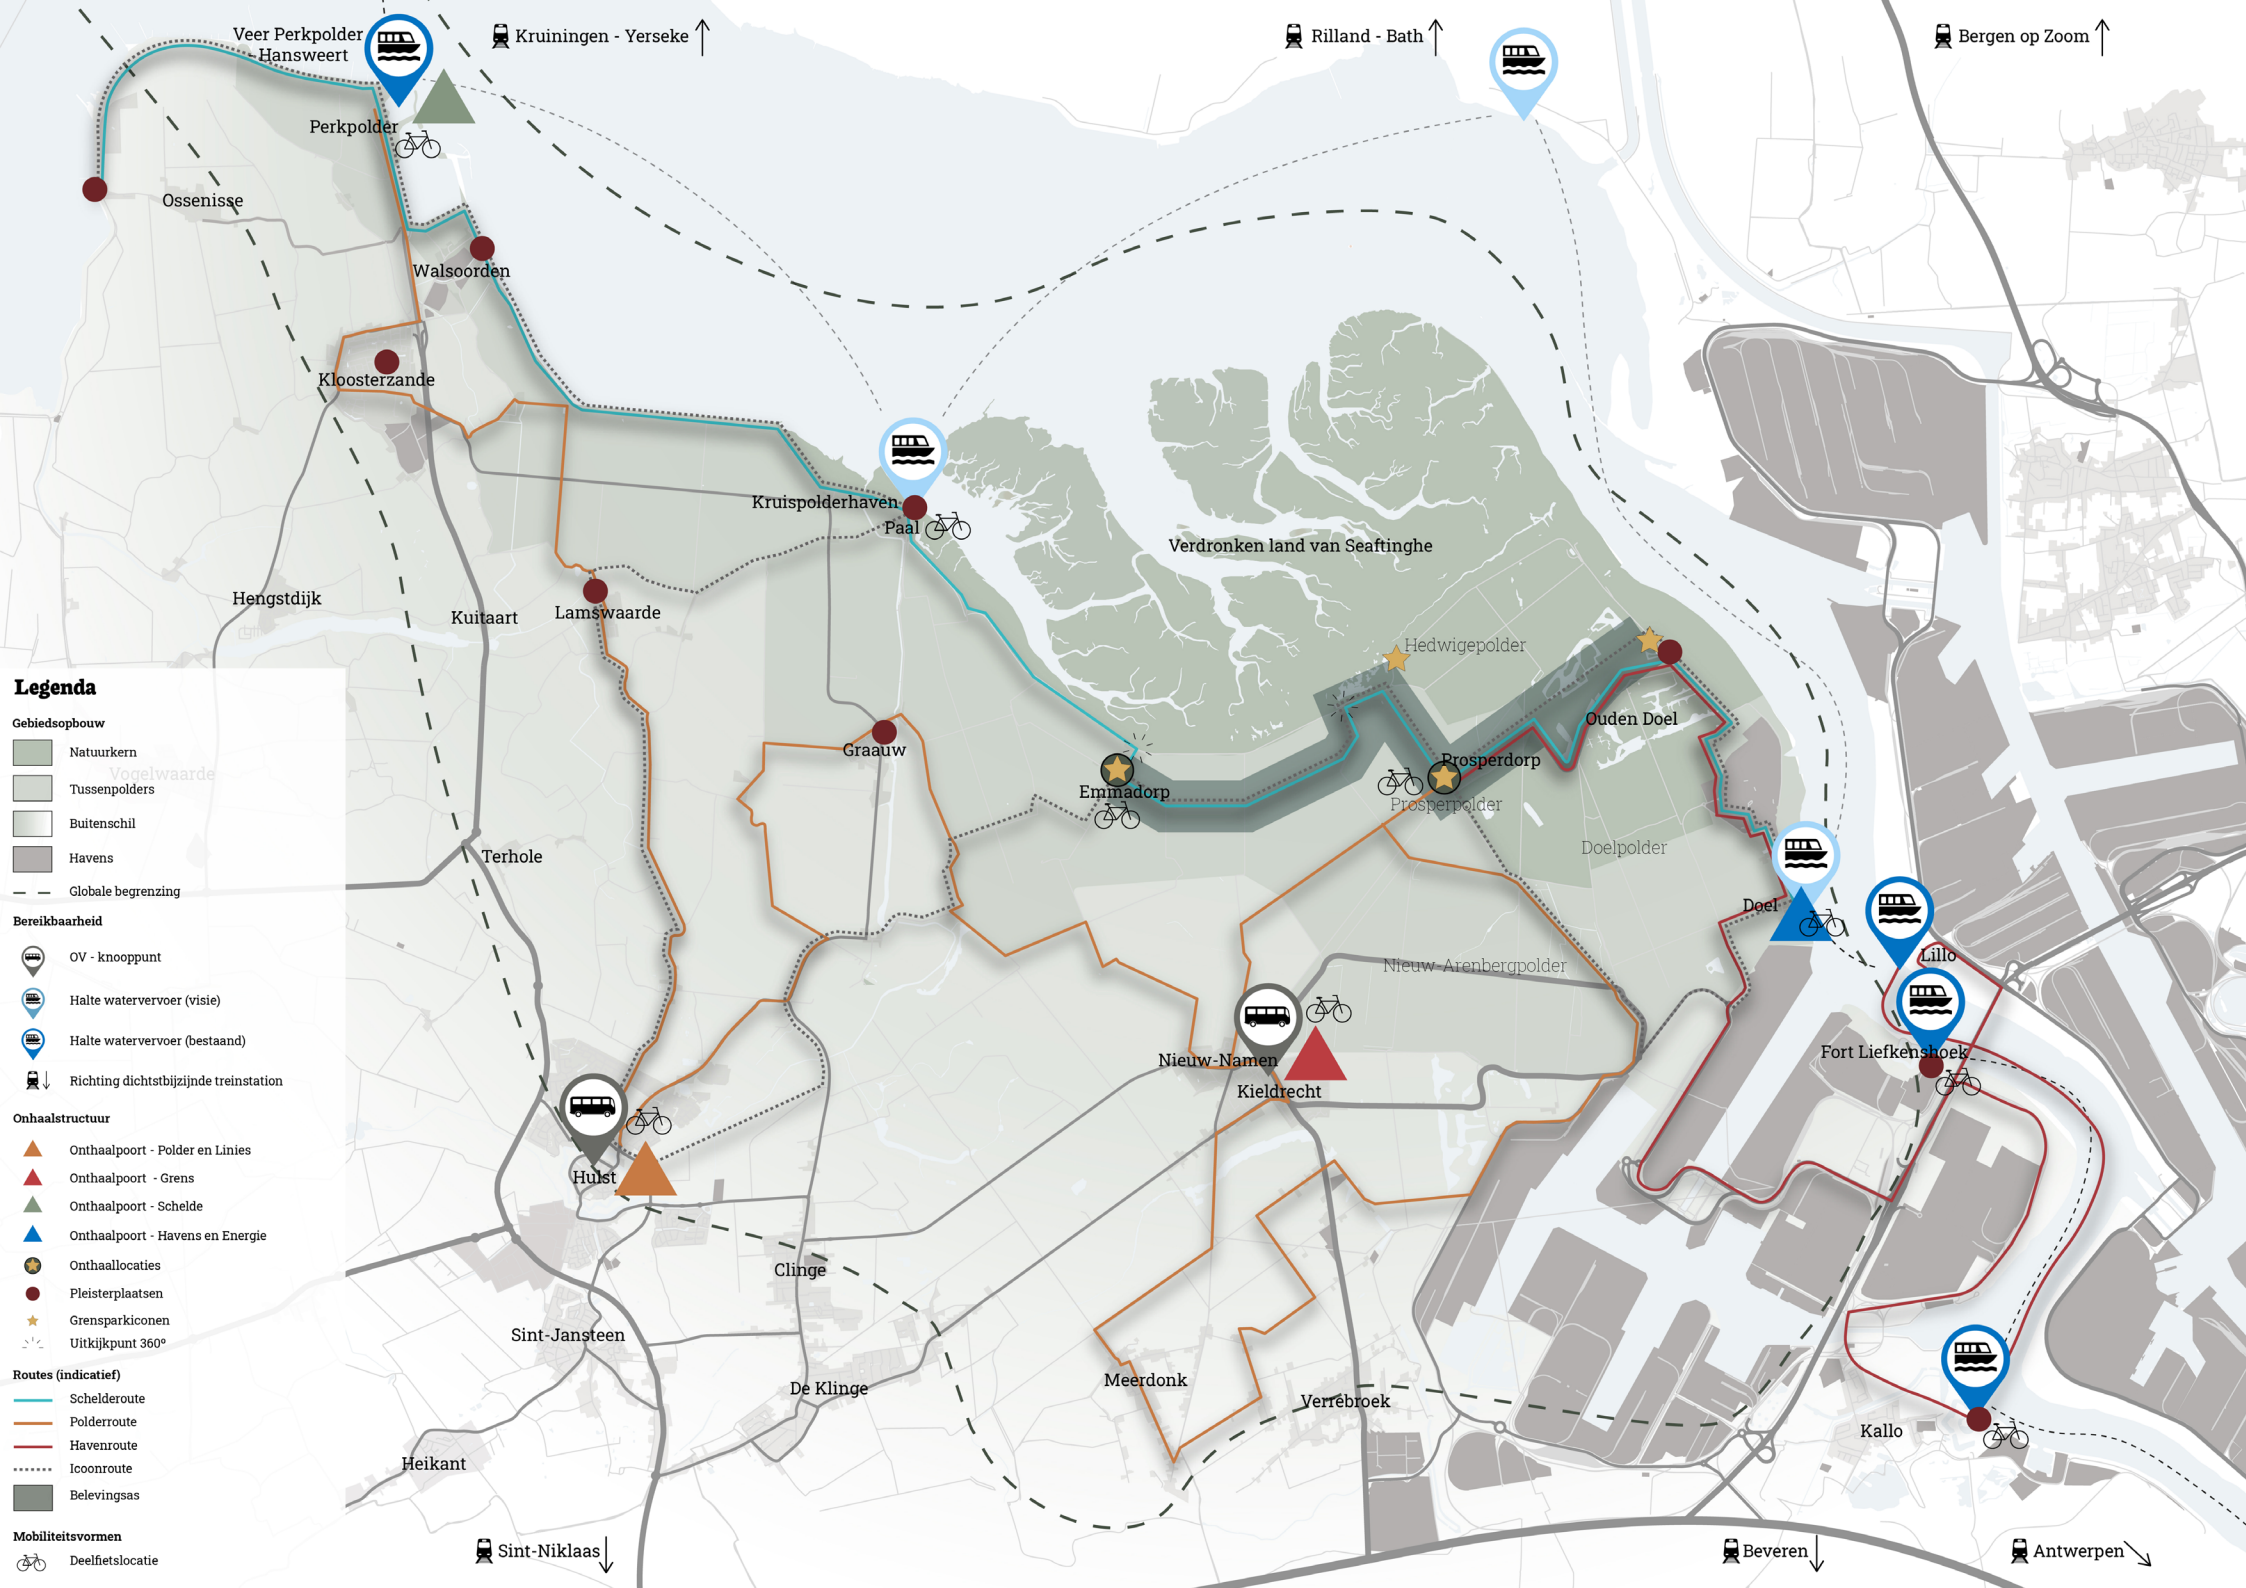 Veer Perkpolder
Hansweert
Kruiningen - Yerseke
Rilland - Bath
Bergen op Zoom
Perkpolder
Ossenisse
Walsoorden
Kloosterzande
Kruispolderhaven
Paal
Verdronken land van Seaftinghe
Hengstdijk
Kuitaart
Lamswaarde
Hedwigepolder
Ouden Doel
Graauw
Prosperdorp
Emmadorp
Prosperpolder
Doelpolder
Terhole
Doel
Nieuw-Arenbergpolder
Lillo
Fort Liefkenshoek
Nieuw-Namen
Kieldrecht
Hulst
Clinge
Sint-Jansteen
De Klinge
Meerdonk
Verrebroek
Kallo
Heikant
Sint-Niklaas
Beveren
Antwerpen
Vogelwaarde
Legenda
Gebiedsopbouw
Natuurkern
Tussenpolders
Buitenschil
Havens
Globale begrenzing
Bereikbaarheid
OV - knooppunt
Halte watervervoer (visie)
Halte watervervoer (bestaand)
Richting dichtstbijzijnde treinstation
Onhaalstructuur
Onthaalpoort - Polder en Linies
Onthaalpoort - Grens
Onthaalpoort - Schelde
Onthaalpoort - Havens en Energie
Onthaallocaties
Pleisterplaatsen
Grensparkiconen
Uitkijkpunt 360°
Routes (indicatief)
Schelderoute
Polderroute
Havenroute
Icoonroute
Belevingsas
Mobiliteitsvormen
Deelfietslocatie